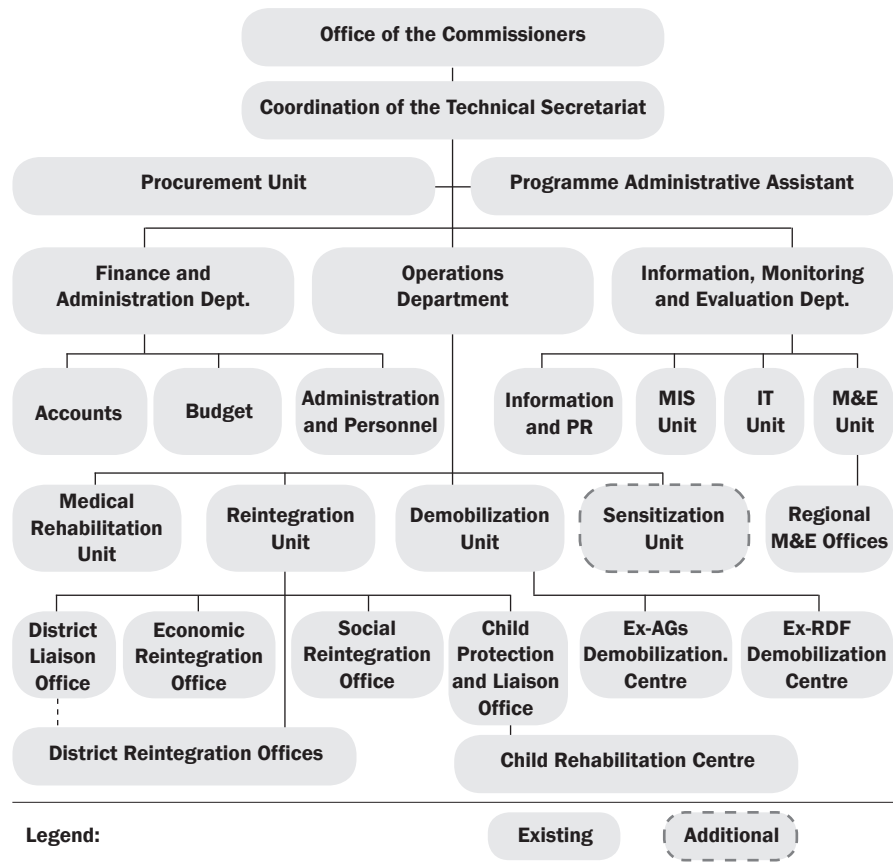 Office of the Commissioners
Coordination of the Technical Secretariat
Procurement Unit
Programme Administrative Assistant
Finance and
Administration Dept.
Operations
Department
Information, Monitoring
and Evaluation Dept.
Accounts
Budget
Administration
and Personnel
Information
and PR
MIS
Unit
IT
Unit
M&E
Unit
Medical
Rehabilitation
Unit
Reintegration
Unit
Demobilization
Unit
Sensitization
Unit
Regional
M&E Offices
District
Liaison
Office
Economic
Reintegration
Office
Social
Reintegration
Office
Child
Protection
and Liaison
Office
Ex-AGs
Demobilization.
Centre
Ex-RDF
Demobilization
Centre
District Reintegration Offices
Child Rehabilitation Centre
Legend:
Existing
Additional